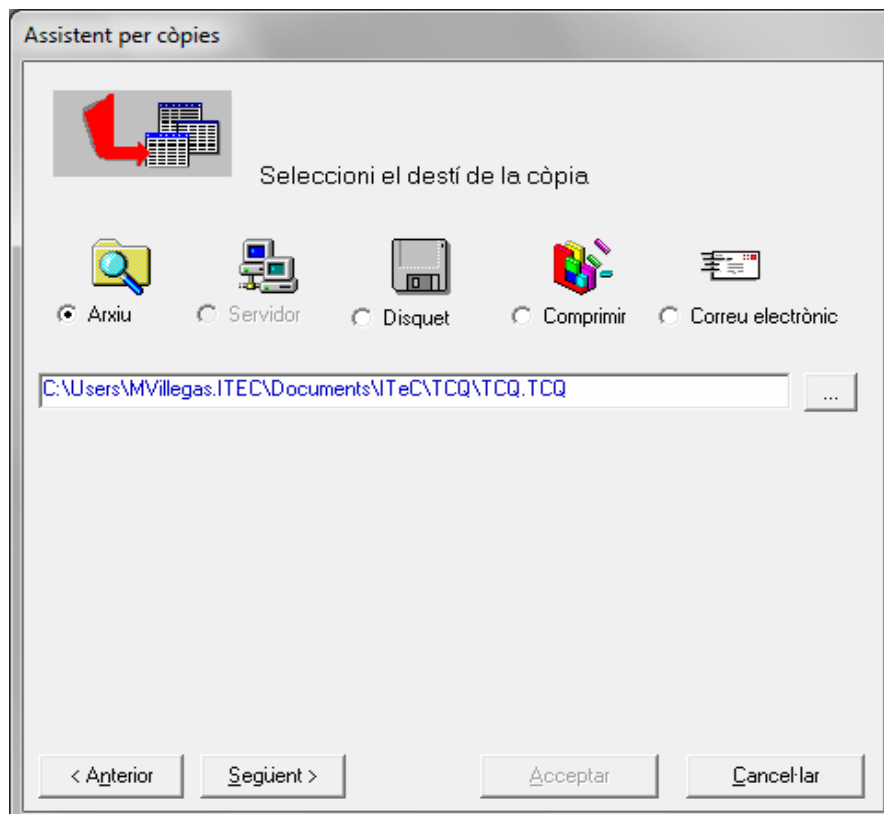 Assistent per còpies
Seleccioni el destí de la còpia
Arxiu Servidor Disquet Comprimir Correu electrònic
C:\Users\MVillegas.ITEC\Documents\ITeC\TCQ\TCQ.TCQ ...
< Anterior Següent > Acceptar Cancel·lar